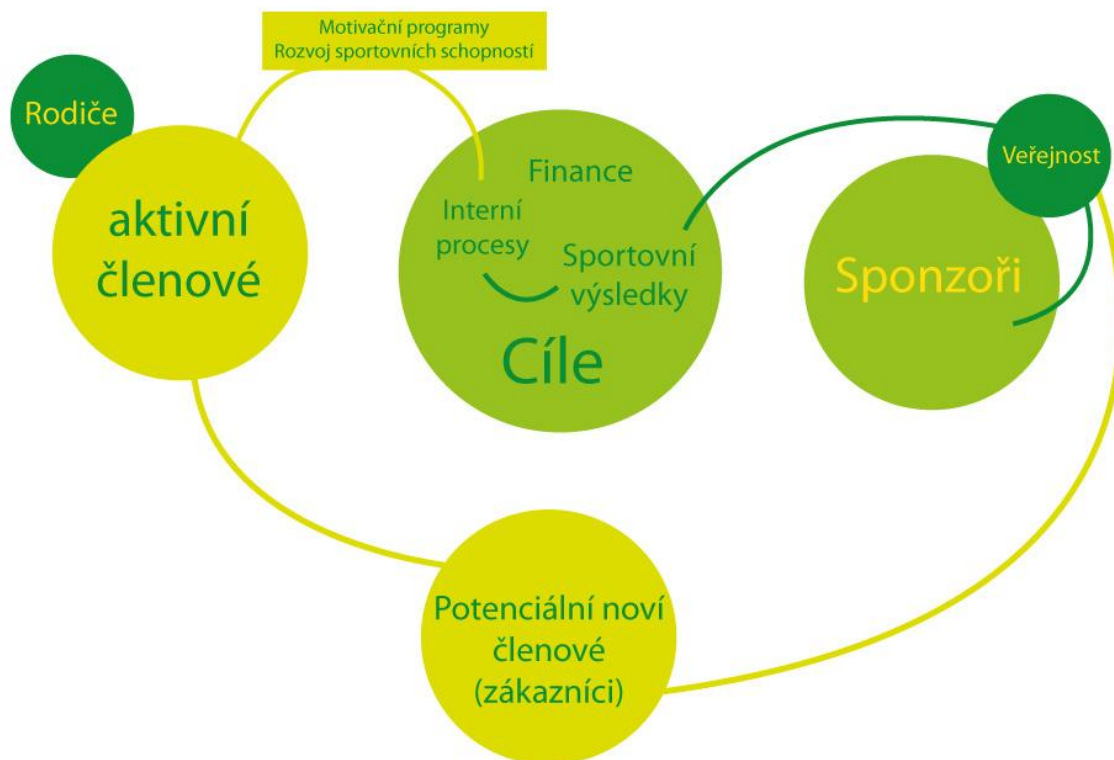 Motivační programy
Rozvoj sportovních schopností
Rodiče
aktivní
členové
Finance
Interní
procesy
Sportovní
výsledky
Cíle
Veřejnost
Sponzoři
Potenciální noví
členové
(zákazníci)